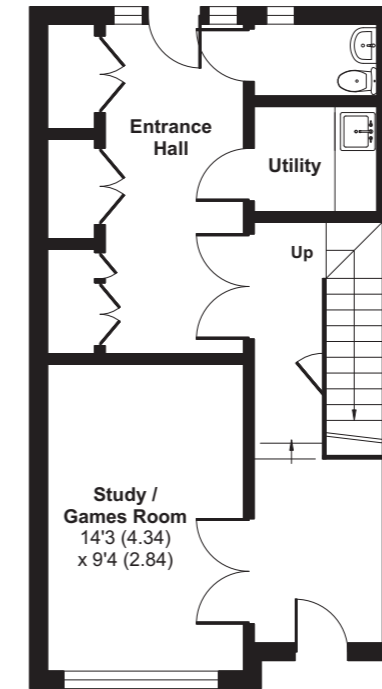 Entrance
Hall
Utility
Up
Study /
Games Room
14'3 (4.34)
x 9'4 (2.84)